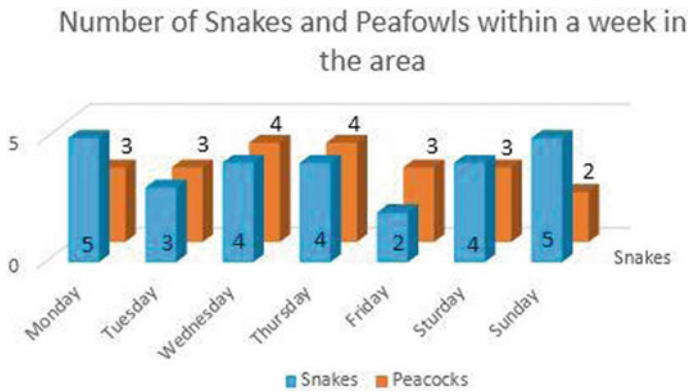 Number of Snakes and Peafowls within a week in
the area
5
0
3
3
4
4
3
3
2
5
3
4
4
2
4
5
Snakes
Monday
Tuesday
Wednesday
Thursday
Friday
Sturday
Sunday
Snakes
Peacocks